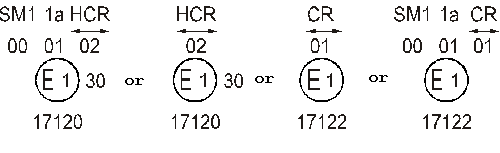 SM1 1a HCR HCR CR SM1 1a CR
00 01 02 02 01 00 01 01
E 1 30 or E 1 30 or E 1 or E 1
17120 17120 17122 17122